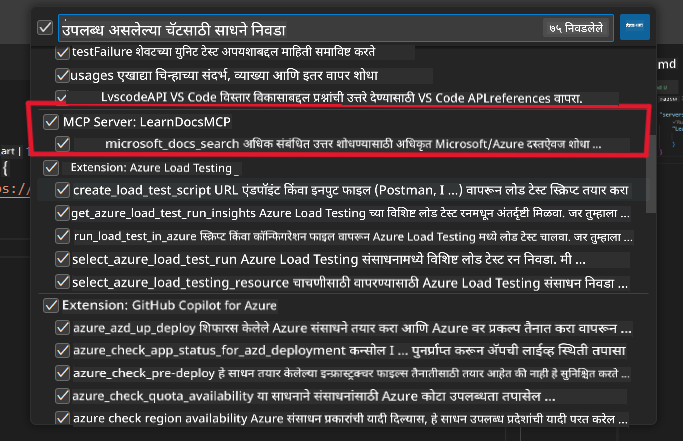 उपलब्ध असलेल्या चॅटसाठी साधने निवडा
७५ निवडलेले
testFailure शेवटच्या युनिट टेस्ट अपयशाबद्दल माहिती समाविष्ट करते
usages एखाद्या चिन्हाच्या संदर्भ, व्याख्या आणि इतर वापर शोधा
LvscodeAPI VS Code विस्तार विकासाबद्दल प्रश्नांची उत्तरे देण्यासाठी VS Code APLreferences वापरा.
MCP Server: LearnDocsMCP
microsoft_docs_search अधिक संबंधित उत्तर शोधण्यासाठी अधिकृत Microsoft/Azure दस्तऐवज शोधा ...
Extension: Azure Load Testing_
create_load_test_script URL एंडपॉइंट किंवा इनपुट फाइल (Postman, I ...) वापरून लोड टेस्ट स्क्रिप्ट तयार करा
get_azure_load_test_run_insights Azure Load Testing च्या विशिष्ट लोड टेस्ट रनमधून अंतर्दृष्टी मिळवा. जर तुम्हाला ...
run_load_test_in_azure स्क्रिप्ट किंवा कॉन्फिगरेशन फाइल वापरून Azure Load Testing मध्ये लोड टेस्ट चालवा. जर तुम्हाला ...
select_azure_load_test_run Azure Load Testing संसाधनामध्ये विशिष्ट लोड टेस्ट रन निवडा. मी ...
select_azure_load_testing_resource चाचणीसाठी वापरण्यासाठी Azure Load Testing संसाधन निवडा ...
Extension: GitHub Copilot for Azure
azure_azd_up_deploy शिफारस केलेले Azure संसाधने तयार करा आणि Azure वर प्रकल्प तैनात करा वापरून ...
azure_check_app_status_for_azd_deployment कन्सोल I ... पुनर्प्राप्त करून अ‍ॅपची लाईव्ह स्थिती तपासा
azure_check_pre-deploy हे साधन तयार केलेल्या इन्फ्रास्ट्रक्चर फाइल्स तैनातीसाठी तयार आहेत की नाही हे सुनिश्चित करते ...
azure_check_quota_availability या साधनाने संसाधनांसाठी Azure कोटा उपलब्धता तपासेल ...
azure check region availability Azure संसाधन प्रकारांची यादी दिल्यास, हे साधन उपलब्ध प्रदेशांची यादी परत करेल ...
md
art |
{